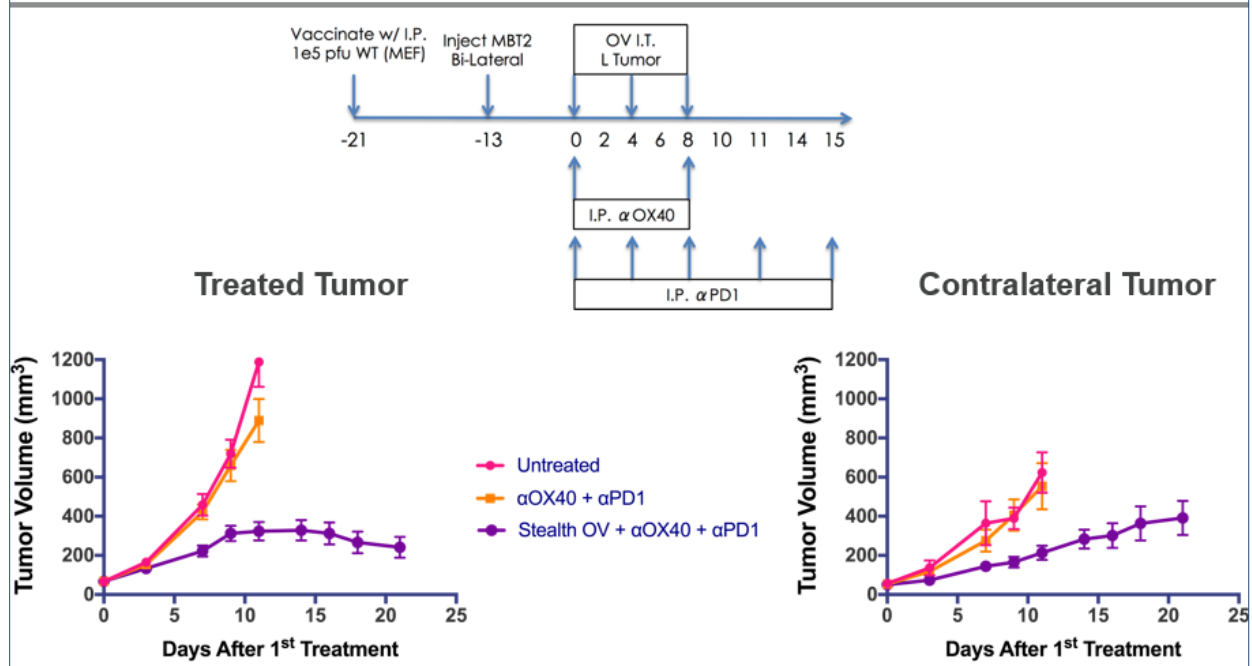 Vaccinate w/ I.P.
1e5 pfu WT (MEF)
Inject MBT2
Bi-Lateral
OV I.T.
L Tumor
-21 -13 0 2 4 6 8 10 11 14 15
I.P. αOX40
I.P. αPD1
Treated Tumor
Contralateral Tumor
Tumor Volume (mm³)
1200
1000
800
600
400
200
0
0 5 10 15 20 25
Days After 1st Treatment
Untreated
αOX40 + αPD1
Stealth OV + αOX40 + αPD1
Tumor Volume (mm³)
1200
1000
800
600
400
200
0
0 5 10 15 20 25
Days After 1st Treatment